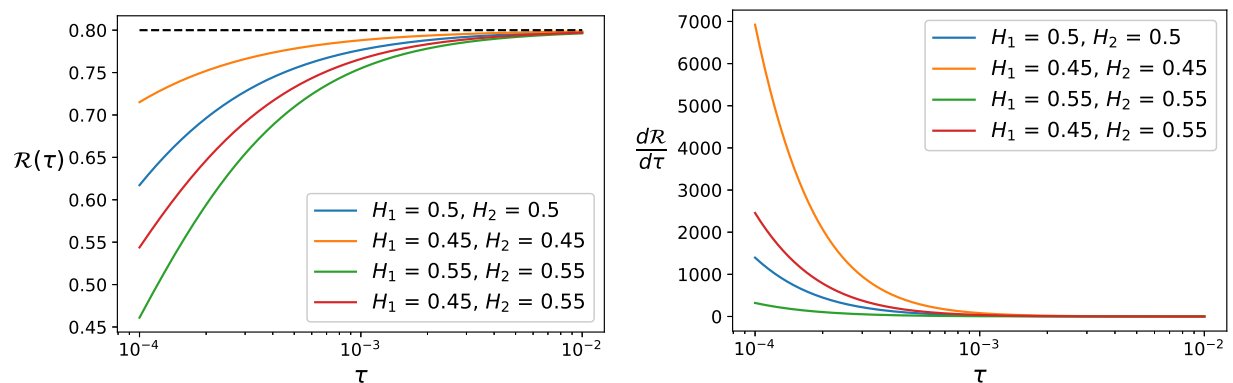 0.80
0.75
0.70
0.65
0.60
0.55
0.50
0.45
ℛ(τ)
10⁻⁴
10⁻³
10⁻²
τ
H₁ = 0.5, H₂ = 0.5
H₁ = 0.45, H₂ = 0.45
H₁ = 0.55, H₂ = 0.55
H₁ = 0.45, H₂ = 0.55
7000
6000
5000
4000
3000
2000
1000
0
dℛ
dτ
10⁻⁴
10⁻³
10⁻²
τ
H₁ = 0.5, H₂ = 0.5
H₁ = 0.45, H₂ = 0.45
H₁ = 0.55, H₂ = 0.55
H₁ = 0.45, H₂ = 0.55